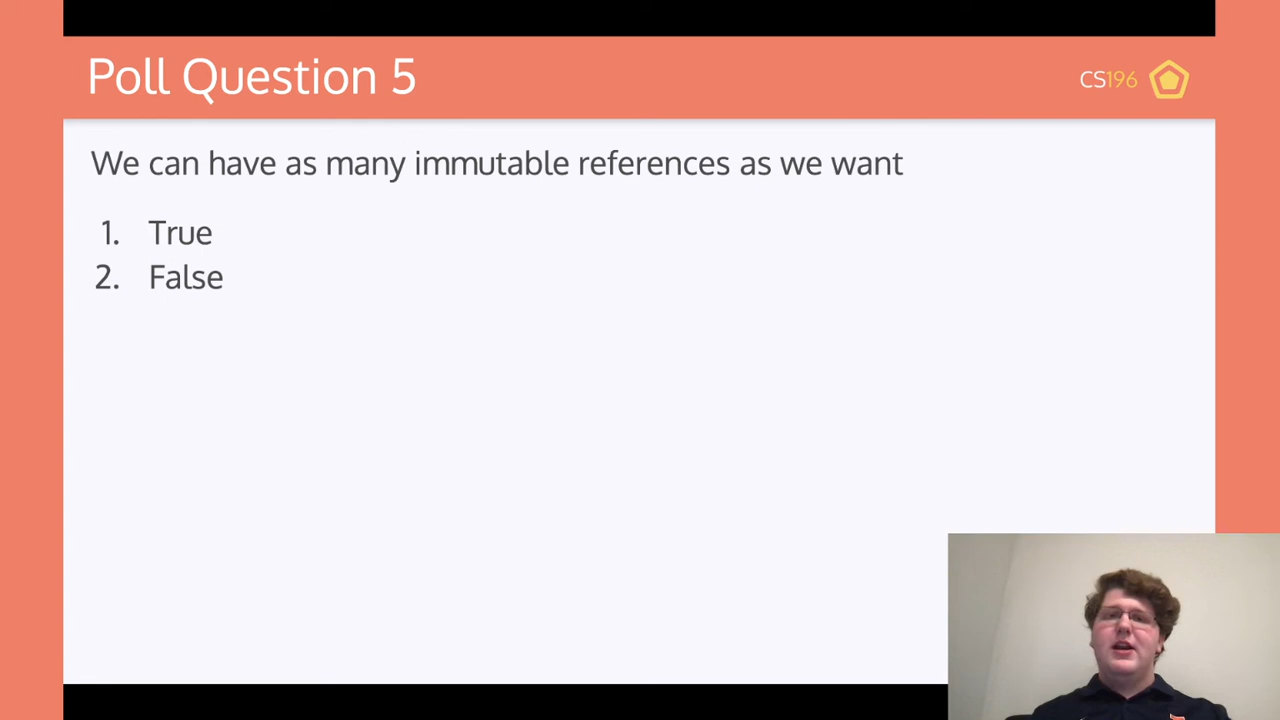 Poll Question 5
CS196
We can have as many immutable references as we want
1. True
2. False